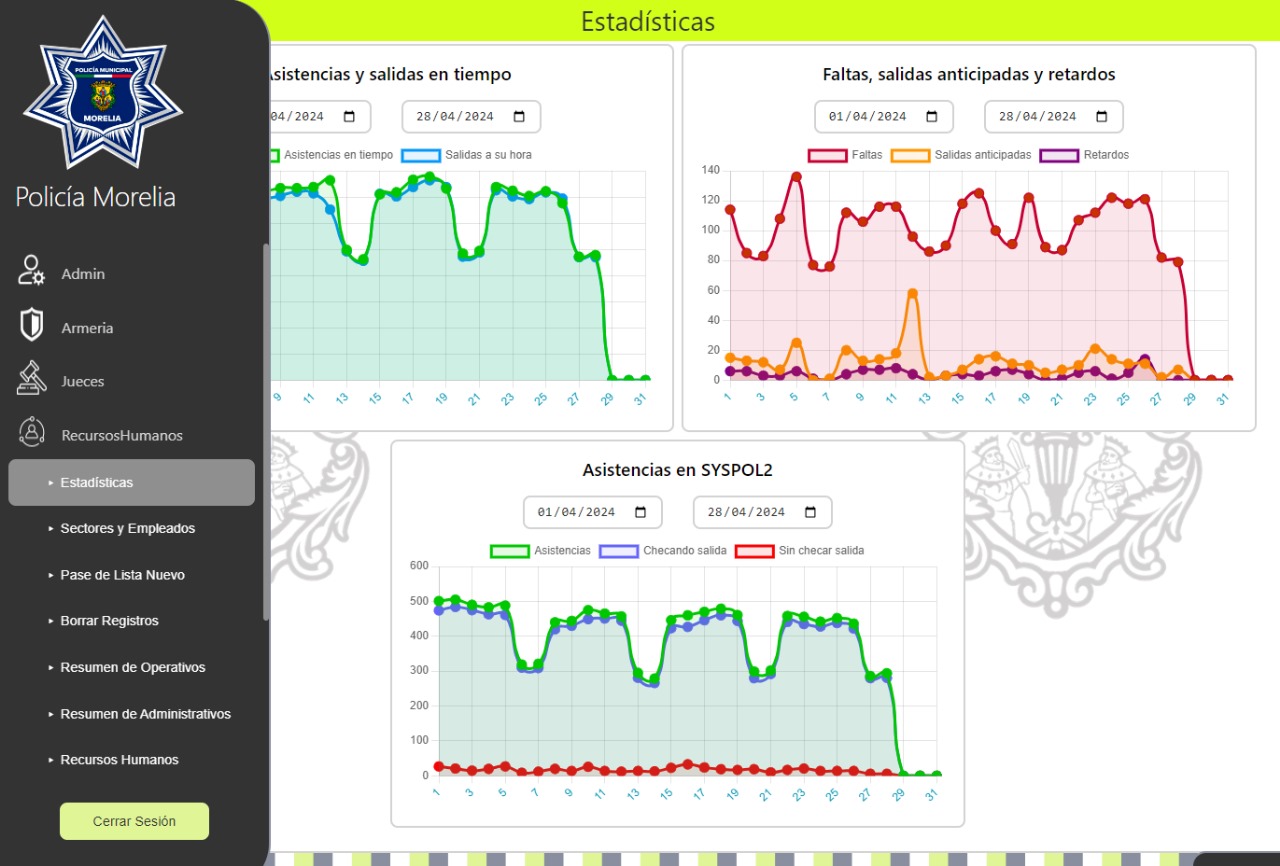 Estadísticas
POLICÍA MUNICIPAL
MORELIA
Policía Morelia
Admin
Armeria
Jueces
RecursosHumanos
Estadísticas
Sectores y Empleados
Pase de Lista Nuevo
Borrar Registros
Resumen de Operativos
Resumen de Administrativos
Recursos Humanos
Cerrar Sesión
sistencias y salidas en tiempo
04/2024 28/04/2024
Asistencias en tiempo Salidas a su hora
9 11 13 15 17 19 21 23 25 27 29 31
Faltas, salidas anticipadas y retardos
01/04/2024 28/04/2024
Faltas Salidas anticipadas Retardos
140
120
100
80
60
40
20
0
1 3 5 7 9 11 13 15 17 19 21 23 25 27 29 31
Asistencias en SYSPOL2
01/04/2024 28/04/2024
Asistencias Checando salida Sin checar salida
600
500
400
300
200
100
0
1 3 5 7 9 11 13 15 17 19 21 23 25 27 29 31